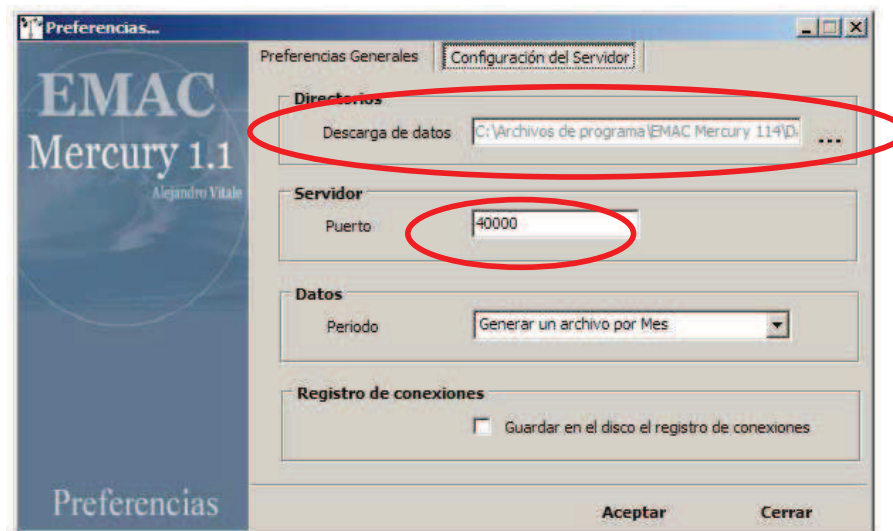 Preferencias...
EMAC
Mercury 1.1
Alejandro Vitale
Preferencias
Preferencias Generales
Configuración del Servidor
Directorios
Descarga de datos
C:\Archivos de programa\EMAC Mercury 114\D
...
Servidor
Puerto
40000
Datos
Periodo
Generar un archivo por Mes
Registro de conexiones
Guardar en el disco el registro de conexiones
Aceptar
Cerrar